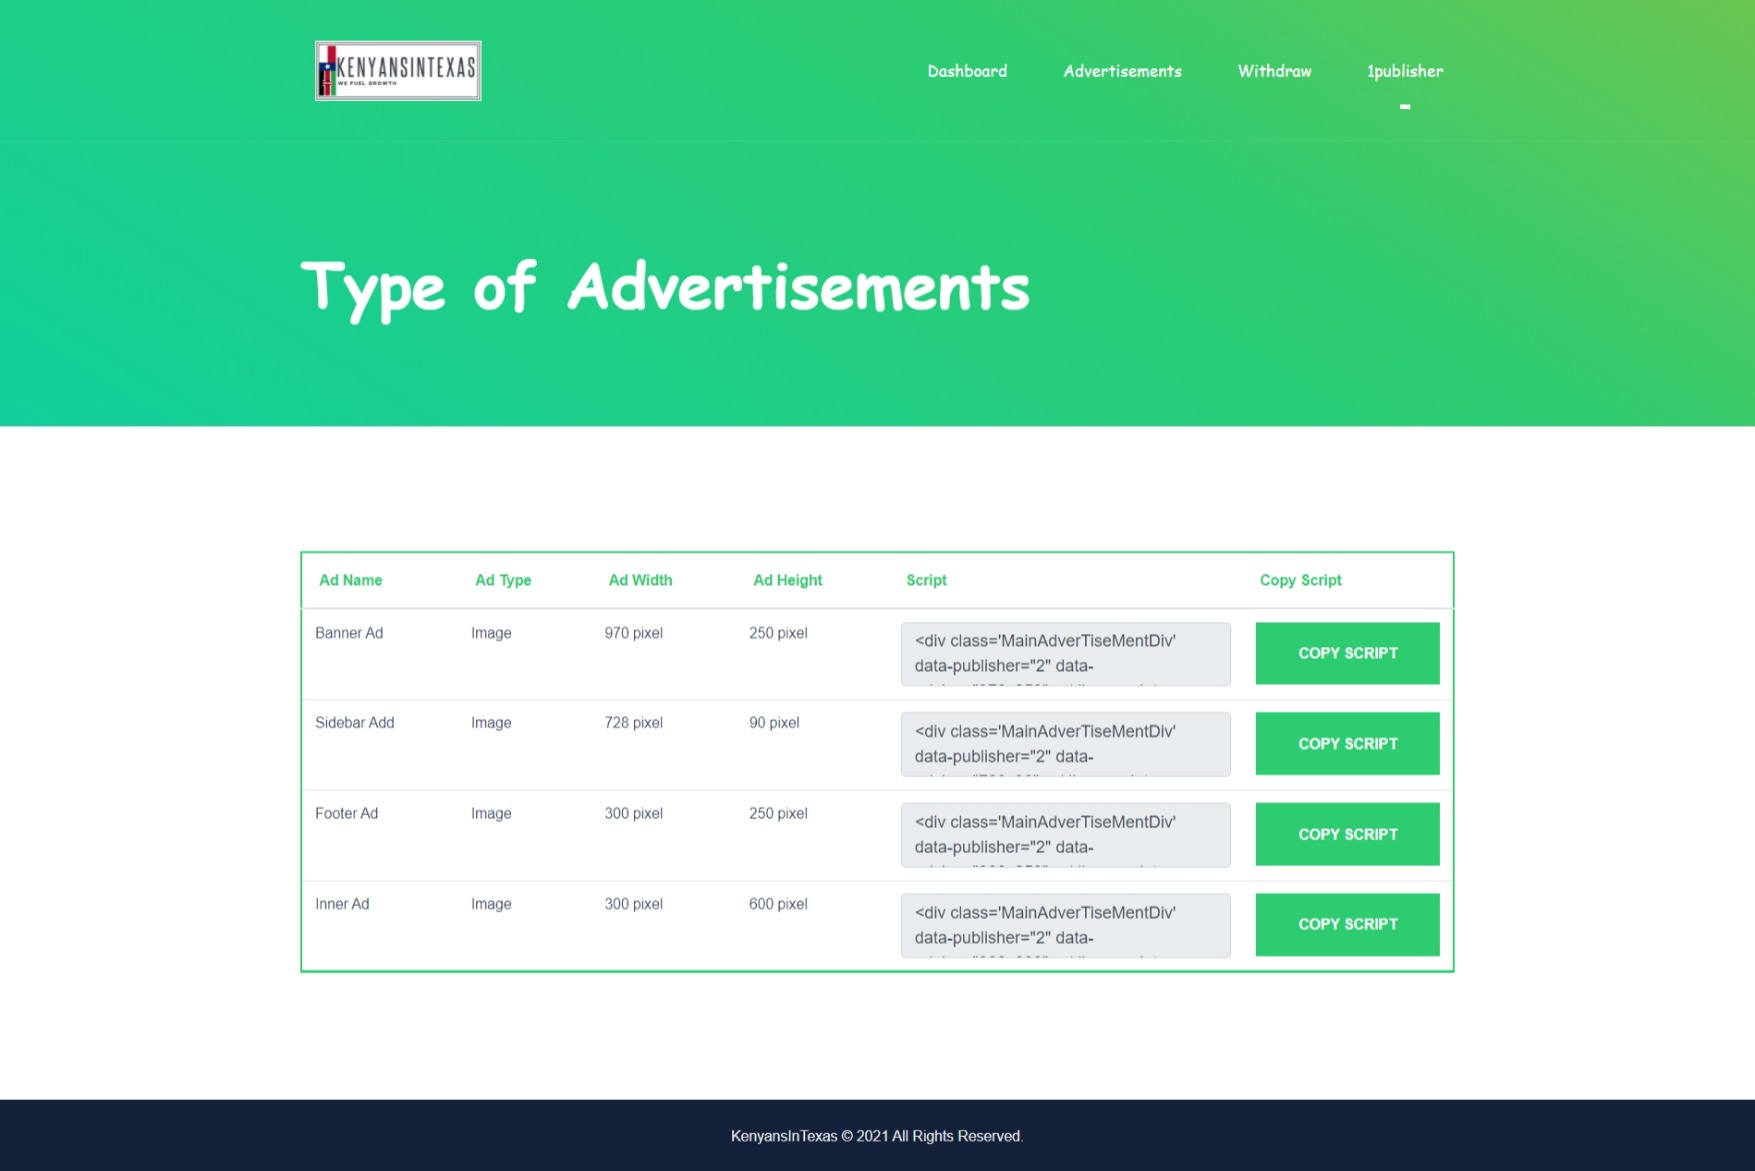 KENYANSINTEXAS
WE FUEL GROWTH
Dashboard Advertisements Withdraw 1publisher
Type of Advertisements
Ad Name Ad Type Ad Width Ad Height Script Copy Script
Banner Ad Image 970 pixel 250 pixel
<div class='MainAdverTiseMentDiv'
data-publisher="2" data-
COPY SCRIPT
Sidebar Add Image 728 pixel 90 pixel
<div class='MainAdverTiseMentDiv'
data-publisher="2" data-
COPY SCRIPT
Footer Ad Image 300 pixel 250 pixel
<div class='MainAdverTiseMentDiv'
data-publisher="2" data-
COPY SCRIPT
Inner Ad Image 300 pixel 600 pixel
<div class='MainAdverTiseMentDiv'
data-publisher="2" data-
COPY SCRIPT
KenyansInTexas © 2021 All Rights Reserved.